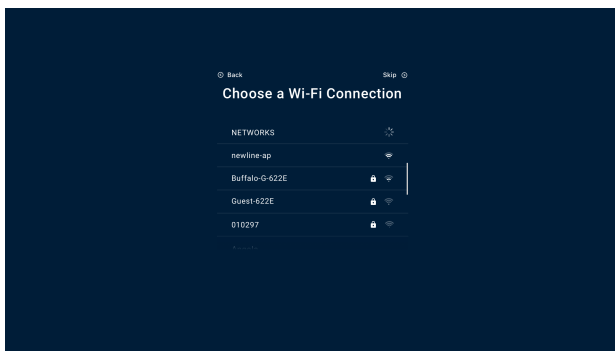 Back Skip
Choose a Wi-Fi Connection
NETWORKS
newline-ap
Buffalo-G-622E
Guest-622E
010297